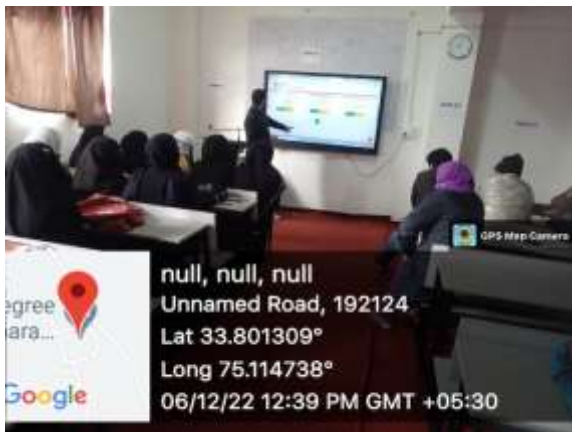 GPS Map Camera
egree
ara...
Google
null, null, null
Unnamed Road, 192124
Lat 33.801309°
Long 75.114738°
06/12/22 12:39 PM GMT +05:30